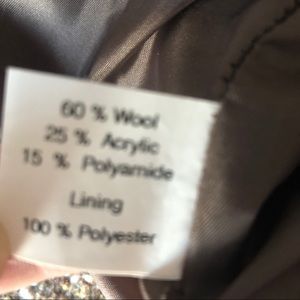 60 % Wool
25 % Acrylic
15 % Polyamide
Lining
100 % Polyester